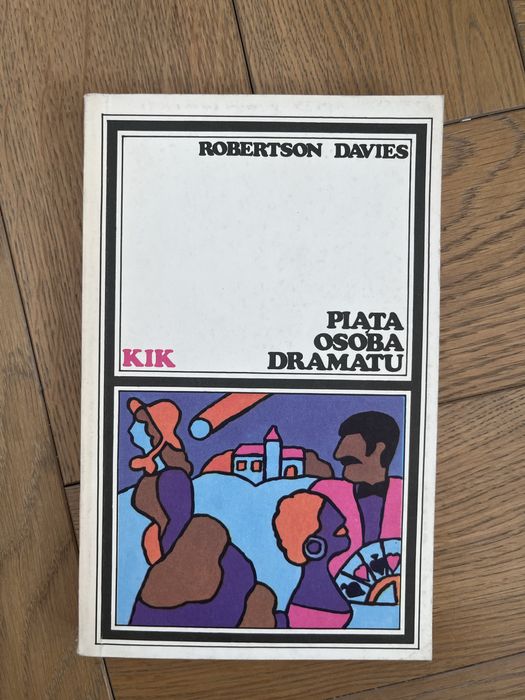 ROBERTSON DAVIES
PIĄTA
OSOBA
KIK DRAMATU